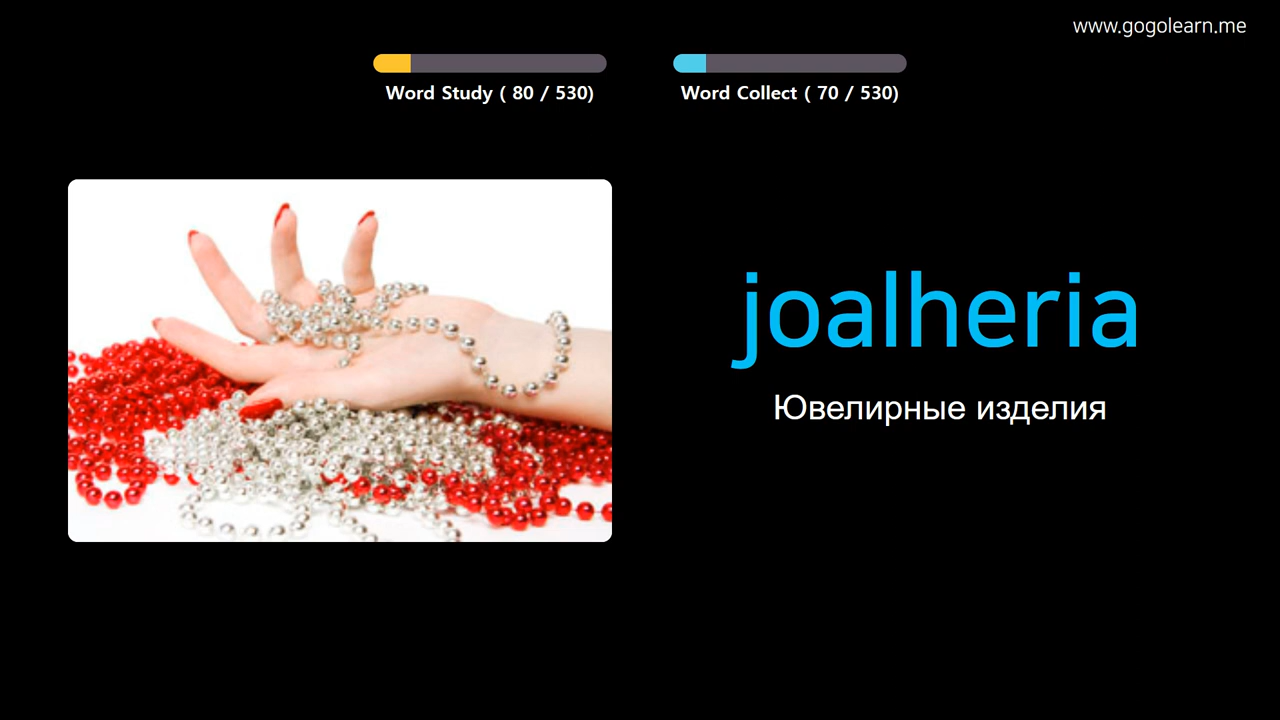 www.gogolearn.me
Word Study ( 80 / 530)
Word Collect ( 70 / 530)
joalheria
Ювелирные изделия